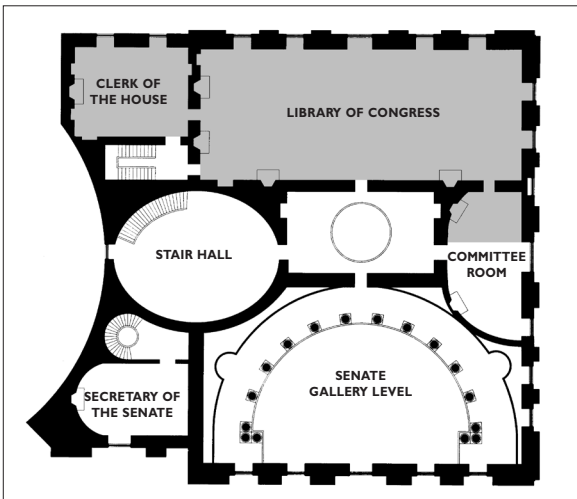 CLERK OF
THE HOUSE
LIBRARY OF CONGRESS
STAIR HALL
COMMITTEE
ROOM
SENATE
GALLERY LEVEL
SECRETARY OF
THE SENATE